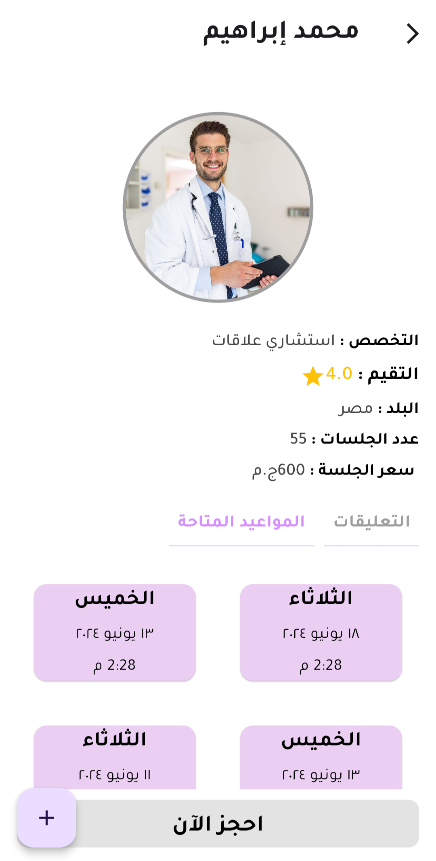 محمد إبراهيم
التخصص : استشاري علاقات
التقيم : 4.0
البلد : مصر
عدد الجلسات : 55
سعر الجلسة : 600ج.م
التعليقات
المواعيد المتاحة
الثلاثاء
١٨ يونيو ٢٠٢٤
2:28 م
الخميس
١٣ يونيو ٢٠٢٤
2:28 م
الخميس
١٣ يونيو ٢٠٢٤
الثلاثاء
١١ يونيو ٢٠٢٤
احجز الآن
+